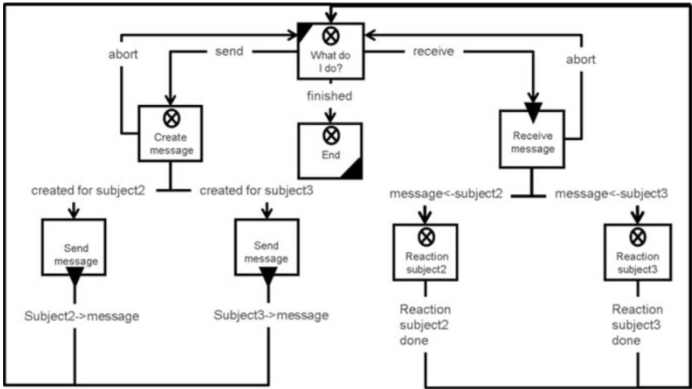 abort
send
What do
I do?
receive
abort
finished
Create
message
End
Receive
message
created for subject2
created for subject3
message<-subject2
message<-subject3
Send
message
Send
message
Reaction
subject2
Reaction
subject3
Subject2->message
Subject3->message
Reaction
subject2
done
Reaction
subject3
done